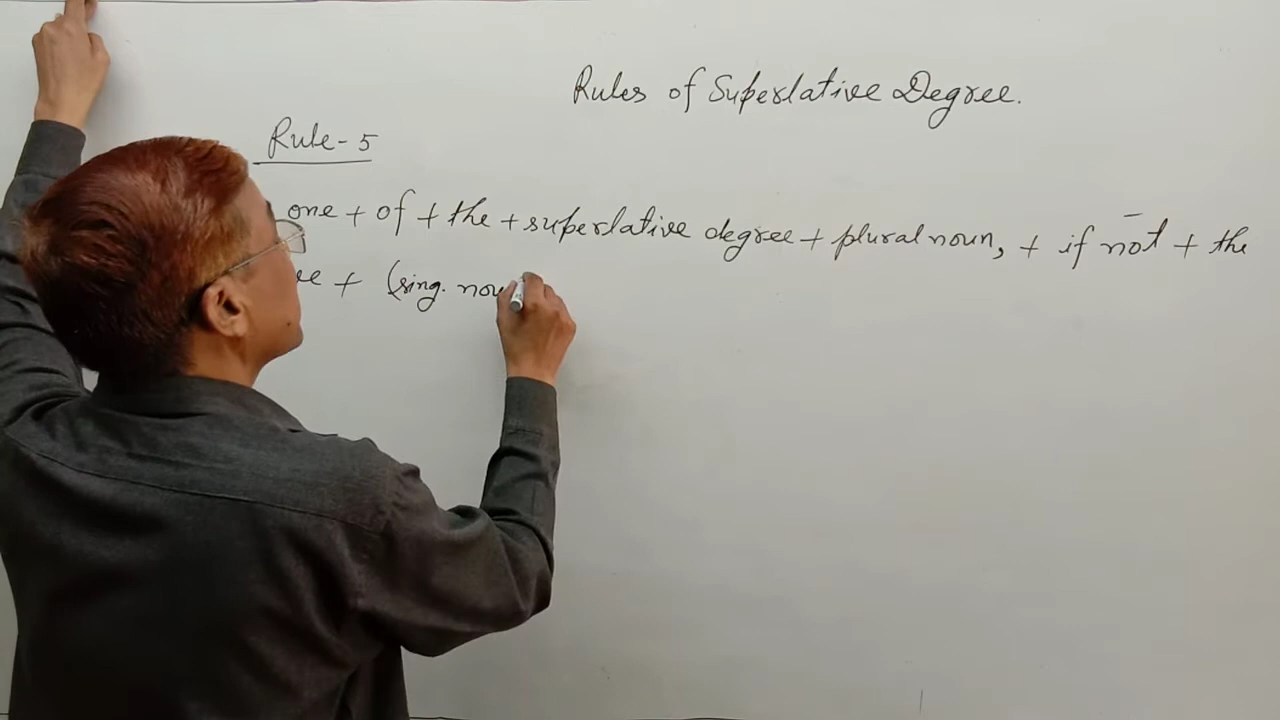 Rules of Superlative Degree.
Rule-5
one + of + the + superlative degree + plural noun, + if not + the
+ (sing.